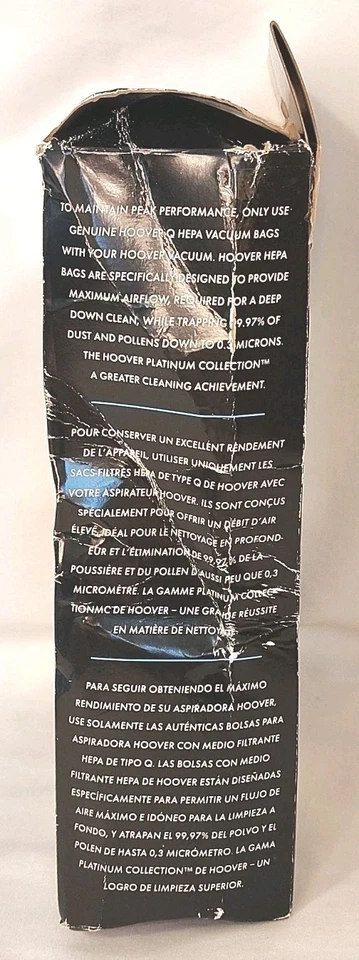 TO MAINTAIN PEAK PERFORMANCE, ONLY USE
GENUINE HOOVER Q HEPA VACUUM BAGS
WITH YOUR HOOVER VACUUM. HOOVER HEPA
BAGS ARE SPECIFICALLY DESIGNED TO PROVIDE
MAXIMUM AIRFLOW, REQUIRED FOR A DEEP
DOWN CLEAN, WHILE TRAPPING 99.97% OF
DUST AND POLLENS DOWN TO 0.3 MICRONS.
THE HOOVER PLATINUM COLLECTION™
A GREATER CLEANING ACHIEVEMENT.
POUR CONSERVER UN EXCELLENT RENDEMENT
DE L'APPAREIL, UTILISER UNIQUEMENT LES
SACS-FILTRES HEPA DE TYPE Q DE HOOVER AVEC
VOTRE ASPIRATEUR HOOVER. ILS SONT CONÇUS
SPÉCIALEMENT POUR OFFRIR UN DÉBIT D'AIR
ÉLEVÉ, IDÉAL POUR LE NETTOYAGE EN PROFOND-
EUR ET L'ÉLIMINATION DE 99,97 % DE LA
POUSSIÈRE ET DU POLLEN D'AUSSI PEU QUE 0,3
MICROMÈTRE. LA GAMME PLATINUM COLLEC-
TIONMC DE HOOVER – UNE GRANDE RÉUSSITE
EN MATIÈRE DE NETTOYAGE
PARA SEGUIR OBTENIENDO EL MÁXIMO
RENDIMIENTO DE SU ASPIRADORA HOOVER,
USE SOLAMENTE LAS AUTÉNTICAS BOLSAS PARA
ASPIRADORA HOOVER CON MEDIO FILTRANTE
HEPA DE TIPO Q. LAS BOLSAS CON MEDIO
FILTRANTE HEPA DE HOOVER ESTÁN DISEÑADAS
ESPECÍFICAMENTE PARA PERMITIR UN FLUJO DE
AIRE MÁXIMO E IDÓNEO PARA LA LIMPIEZA A
FONDO, Y ATRAPAN EL 99,97% DEL POLVO Y EL
POLEN DE HASTA 0,3 MICRÓMETRO. LA GAMA
PLATINUM COLLECTION™ DE HOOVER – UN
LOGRO DE LIMPIEZA SUPERIOR.